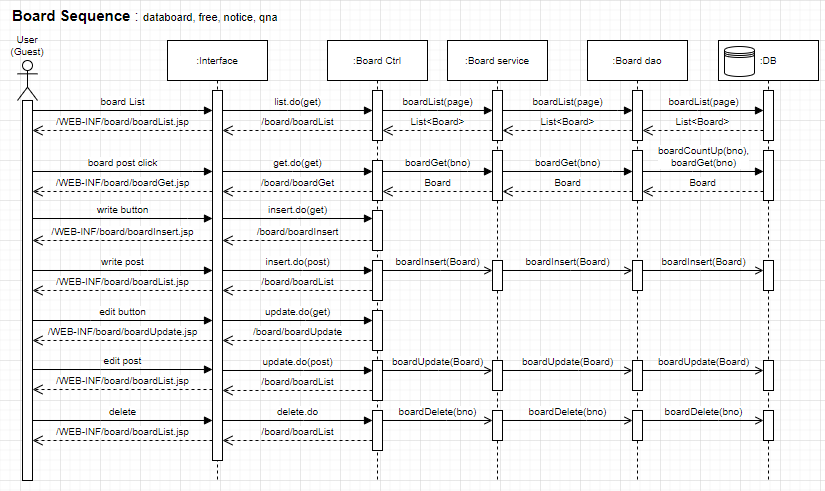 Board Sequence : databoard, free, notice, qna
User
(Guest)
:Interface
:Board Ctrl
:Board service
:Board dao
:DB
board List
list.do(get)
boardList(page)
boardList(page)
boardList(page)
/WEB-INF/board/boardList.jsp
/board/boardList
List<Board>
List<Board>
List<Board>
board post click
get.do(get)
boardGet(bno)
boardGet(bno)
boardCountUp(bno),
boardGet(bno)
/WEB-INF/board/boardGet.jsp
/board/boardGet
Board
Board
Board
write button
insert.do(get)
/WEB-INF/board/boardInsert.jsp
/board/boardInsert
write post
insert.do(post)
boardInsert(Board)
boardInsert(Board)
boardInsert(Board)
/WEB-INF/board/boardList.jsp
/board/boardList
edit button
update.do(get)
/WEB-INF/board/boardUpdate.jsp
/board/boardUpdate
edit post
update.do(post)
boardUpdate(Board)
boardUpdate(Board)
boardUpdate(Board)
/WEB-INF/board/boardList.jsp
/board/boardList
delete
delete.do
boardDelete(bno)
boardDelete(bno)
boardDelete(bno)
/WEB-INF/board/boardList.jsp
/board/boardList